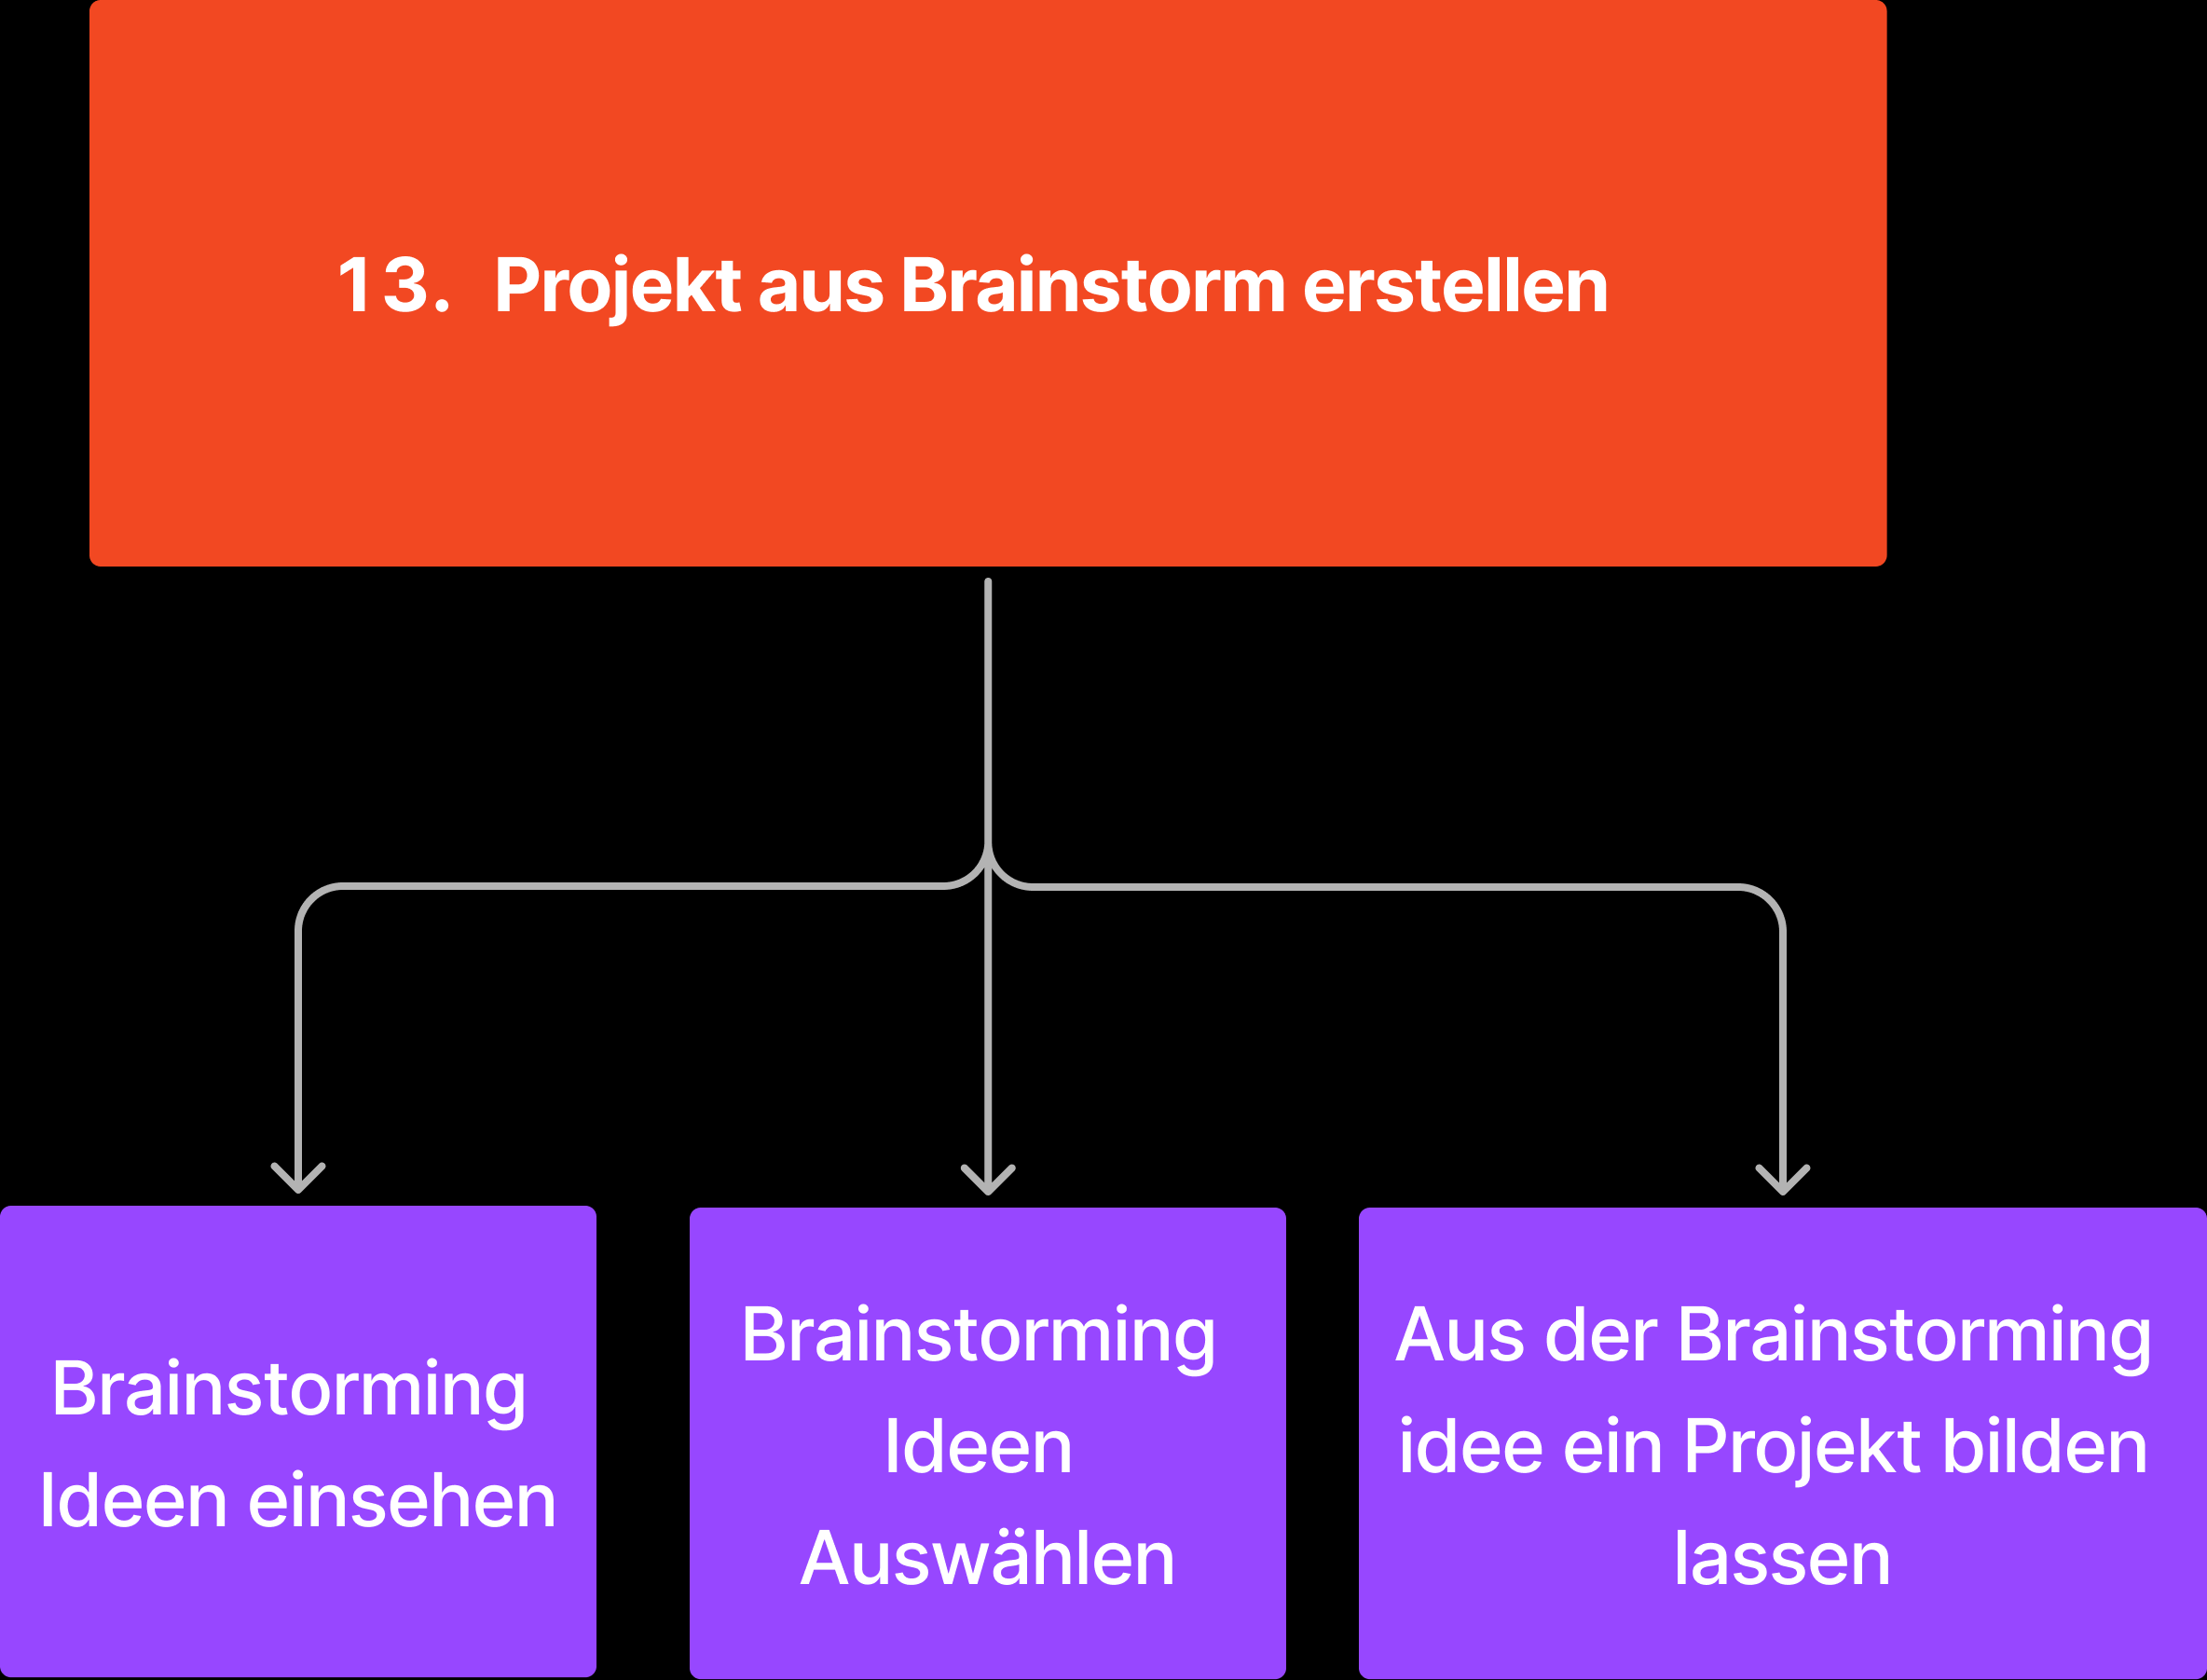 13. Projekt aus Brainstorm erstellen
Brainstorming
Ideen einsehen
Brainstorming
Ideen
Auswählen
Aus der Brainstorming
idee ein Projekt bilden
lassen